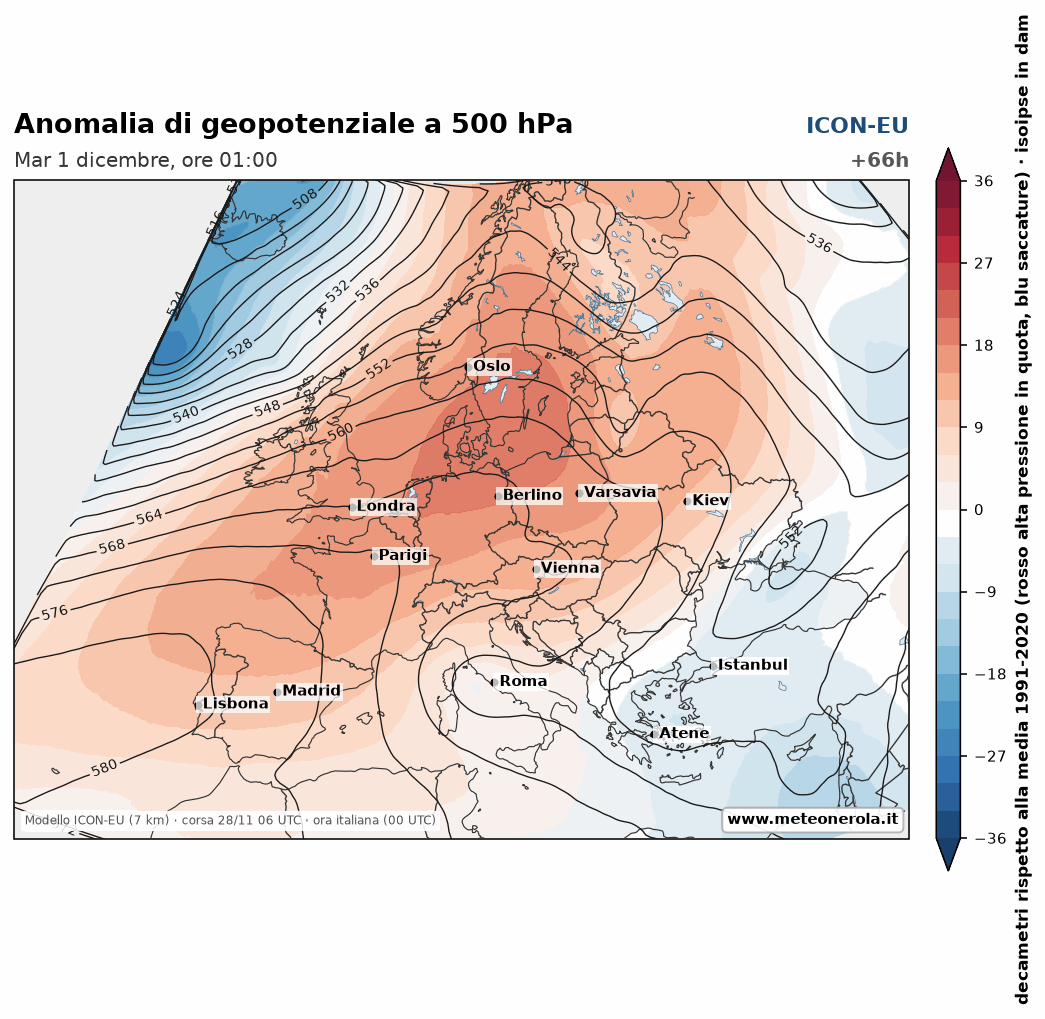 Anomalia di geopotenziale a 500 hPa
ICON-EU
Mar 1 dicembre, ore 01:00
+66h
508
516
524
532
536
528
540
548
552
560
544
536
564
568
576
580
552
Oslo
Londra
Berlino
Varsavia
Kiev
Parigi
Vienna
Istanbul
Roma
Madrid
Lisbona
Atene
Modello ICON-EU (7 km) · corsa 28/11 06 UTC · ora italiana (00 UTC)
www.meteonerola.it
36
27
18
9
0
−9
−18
−27
−36
decametri rispetto alla media 1991-2020 (rosso alta pressione in quota, blu saccature) · isoipse in dam